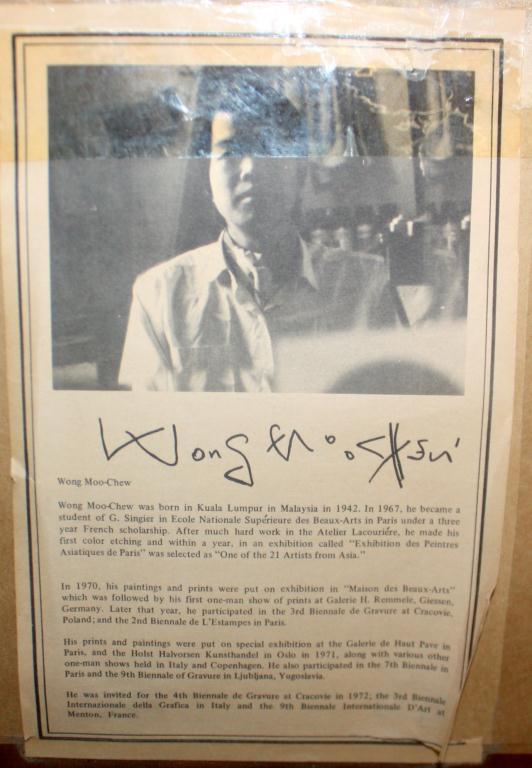 Wong Moo-Chew
Wong Moo-Chew was born in Kuala Lumpur in Malaysia in 1942. In 1967, he became a
student of G. Singier in Ecole Nationale Supérieure des Beaux-Arts in Paris under a three
year French scholarship. After much hard work in the Atelier Lacouriére, he made his
first color etching and within a year, in an exhibition called "Exhibition des Peintres
Asiatiques de Paris" was selected as "One of the 21 Artists from Asia."
In 1970, his paintings and prints were put on exhibition in "Maison des Beaux-Arts"
which was followed by his first one-man show of prints at Galerie H. Remmele, Giessen,
Germany. Later that year, he participated in the 3rd Biennale de Gravure at Cracovie,
Poland; and the 2nd Biennale de L'Estampes in Paris.
His prints and paintings were put on special exhibition at the Galerie de Haut Pave in
Paris, and the Holst Halvorsen Kunsthandel in Oslo in 1971, along with various other
one-man shows held in Italy and Copenhagen. He also participated in the 7th Biennale in
Paris and the 9th Biennale of Gravure in Ljubljana, Yugoslavia.
He was invited for the 4th Biennale de Gravure at Cracovie in 1972, the 3rd Biennale
Internazionale della Grafica in Italy and the 9th Biennale Internationale D'Art at
Menton, France.